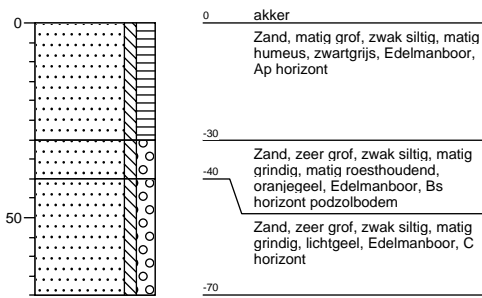 0
akker
0
Zand, matig grof, zwak siltig, matig
humeus, zwartgrijs, Edelmanboor,
Ap horizont
-30
Zand, zeer grof, zwak siltig, matig
grindig, matig roesthoudend,
oranjegeel, Edelmanboor, Bs
horizont podzolbodem
-40
50
Zand, zeer grof, zwak siltig, matig
grindig, lichtgeel, Edelmanboor, C
horizont
-70